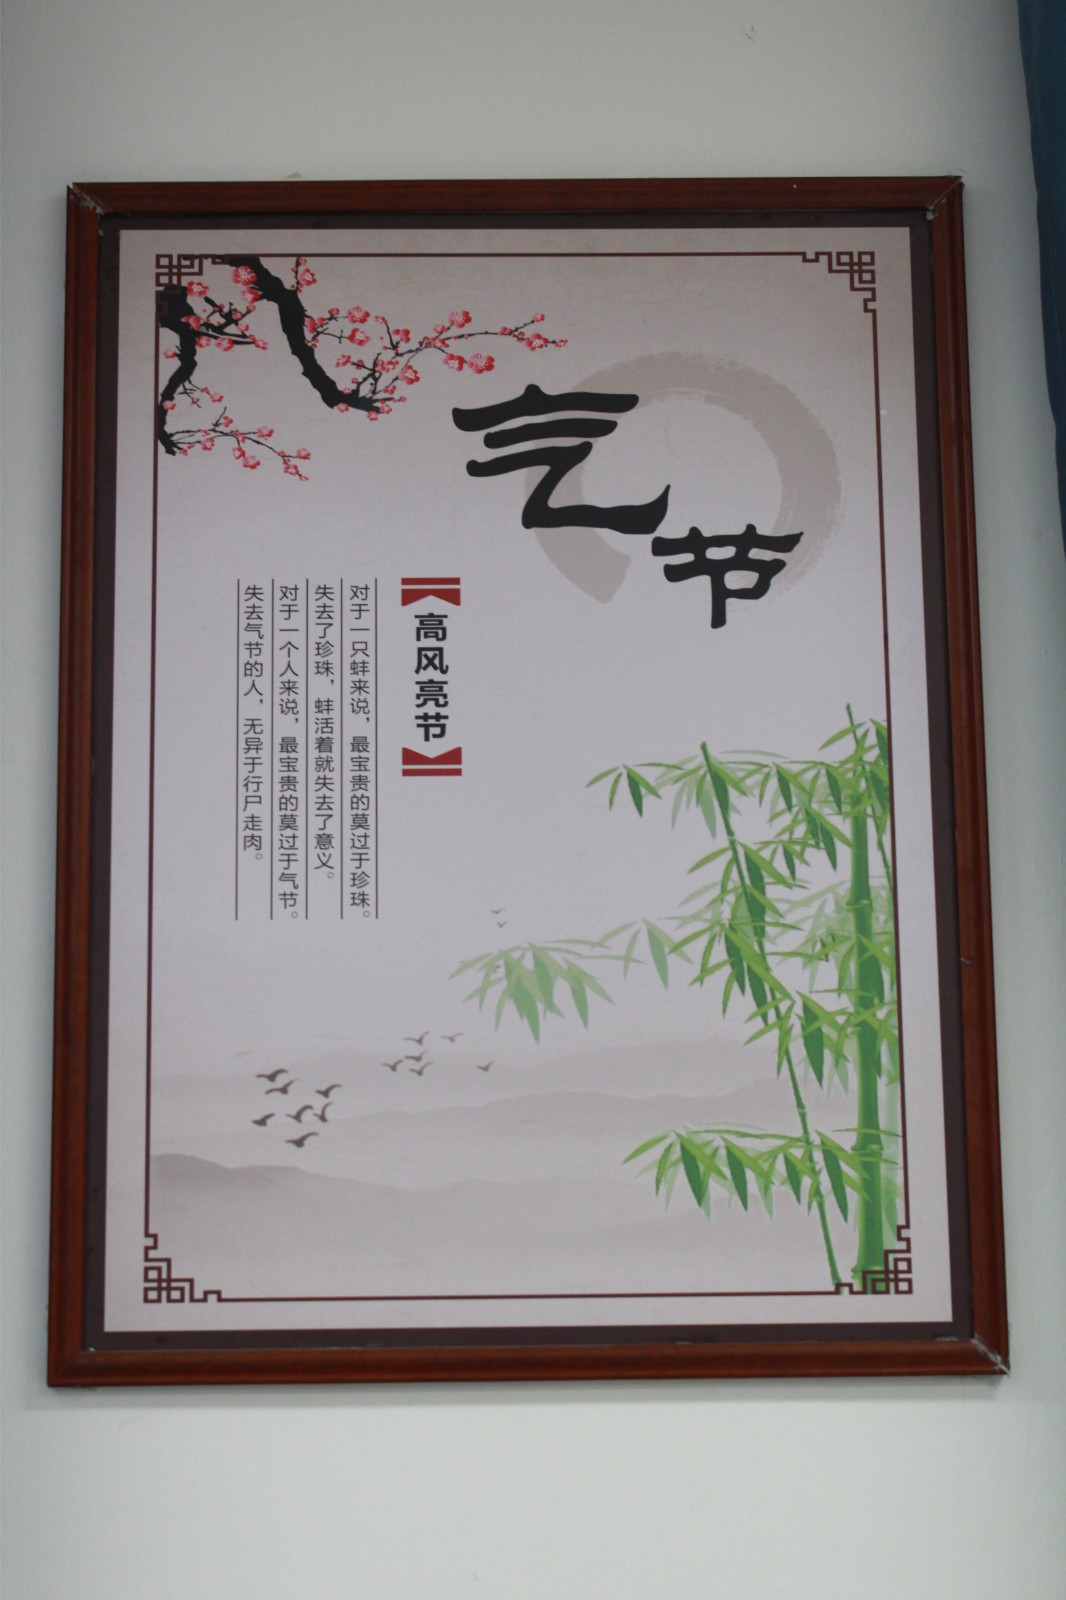 气节
高风亮节
对于一只蚌来说，最宝贵的莫过于珍珠。
失去了珍珠，蚌活着就失去了意义。
对于一个人来说，最宝贵的莫过于气节。
失去气节的人，无异于行尸走肉。